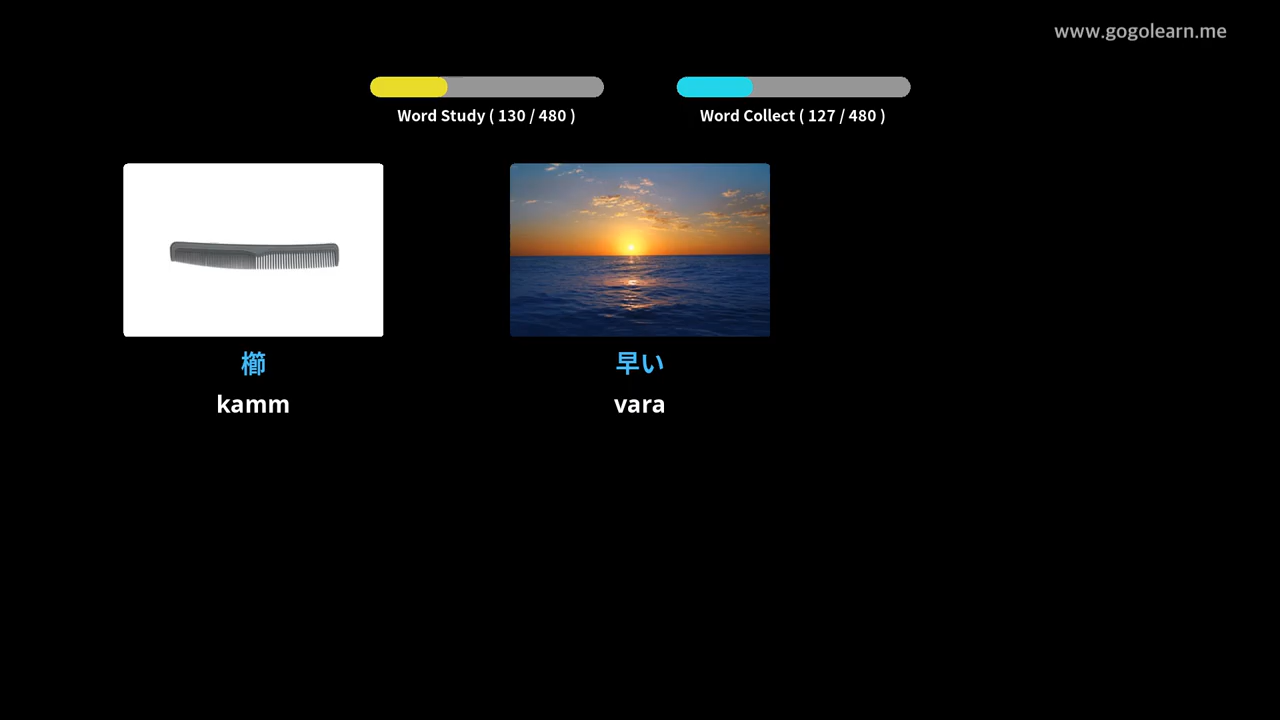 www.gogolearn.me
Word Study ( 130 / 480 )
Word Collect ( 127 / 480 )
櫛
kamm
早い
vara